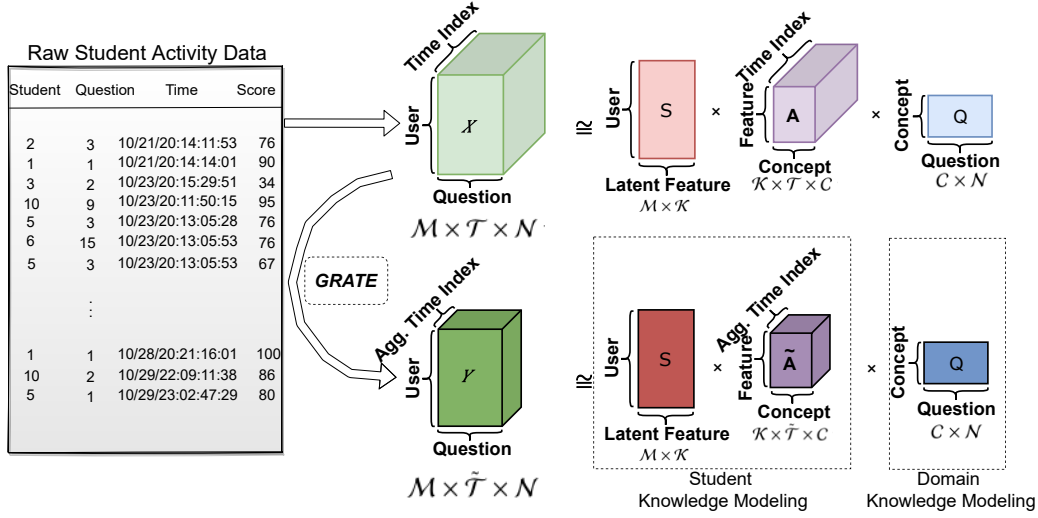 Raw Student Activity Data
Student Question Time Score
2 3 10/21/20:14:11:53 76
1 1 10/21/20:14:14:01 90
3 2 10/23/20:15:29:51 34
10 9 10/23/20:11:50:15 95
5 3 10/23/20:13:05:28 76
6 15 10/23/20:13:05:53 76
5 3 10/23/20:13:05:53 67
⋮
1 1 10/28/20:21:16:01 100
10 2 10/29/22:09:11:38 86
5 1 10/29/23:02:47:29 80
Time Index
User
X
Question
M × T × N
GRATE
Agg. Time Index
User
Y
Question
M × T̃ × N
≅
User
S
Latent Feature
M × K
×
Time Index
Feature
A
Concept
K × T × C
×
Concept
Q
Question
C × N
≅
User
S
Latent Feature
M × K
×
Agg. Time Index
Feature
Ã
Concept
K × T̃ × C
×
Concept
Q
Question
C × N
Student
Knowledge Modeling
Domain
Knowledge Modeling